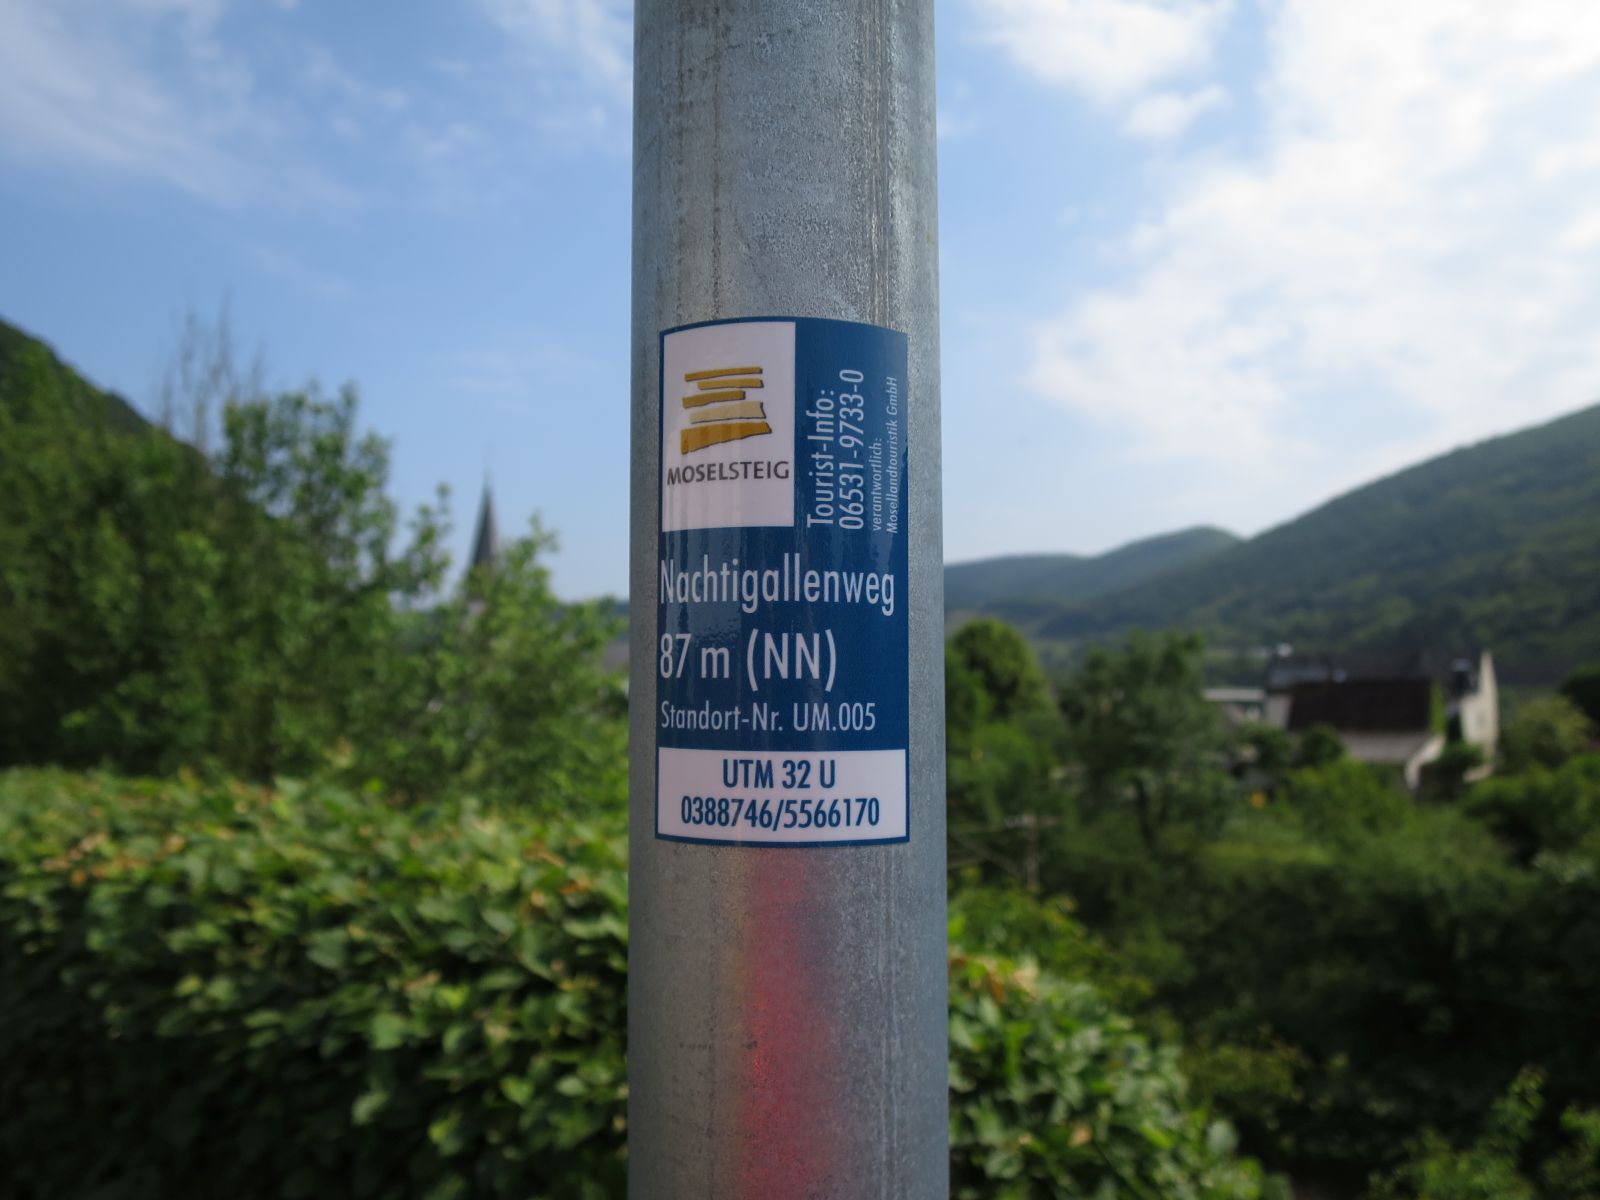 MOSELSTEIG
Tourist-Info:
06531-9733-0
verantwortlich:
Mosellandtouristik GmbH
Nachtigallenweg
87 m (NN)
Standort-Nr. UM.005
UTM 32 U
0388746/5566170